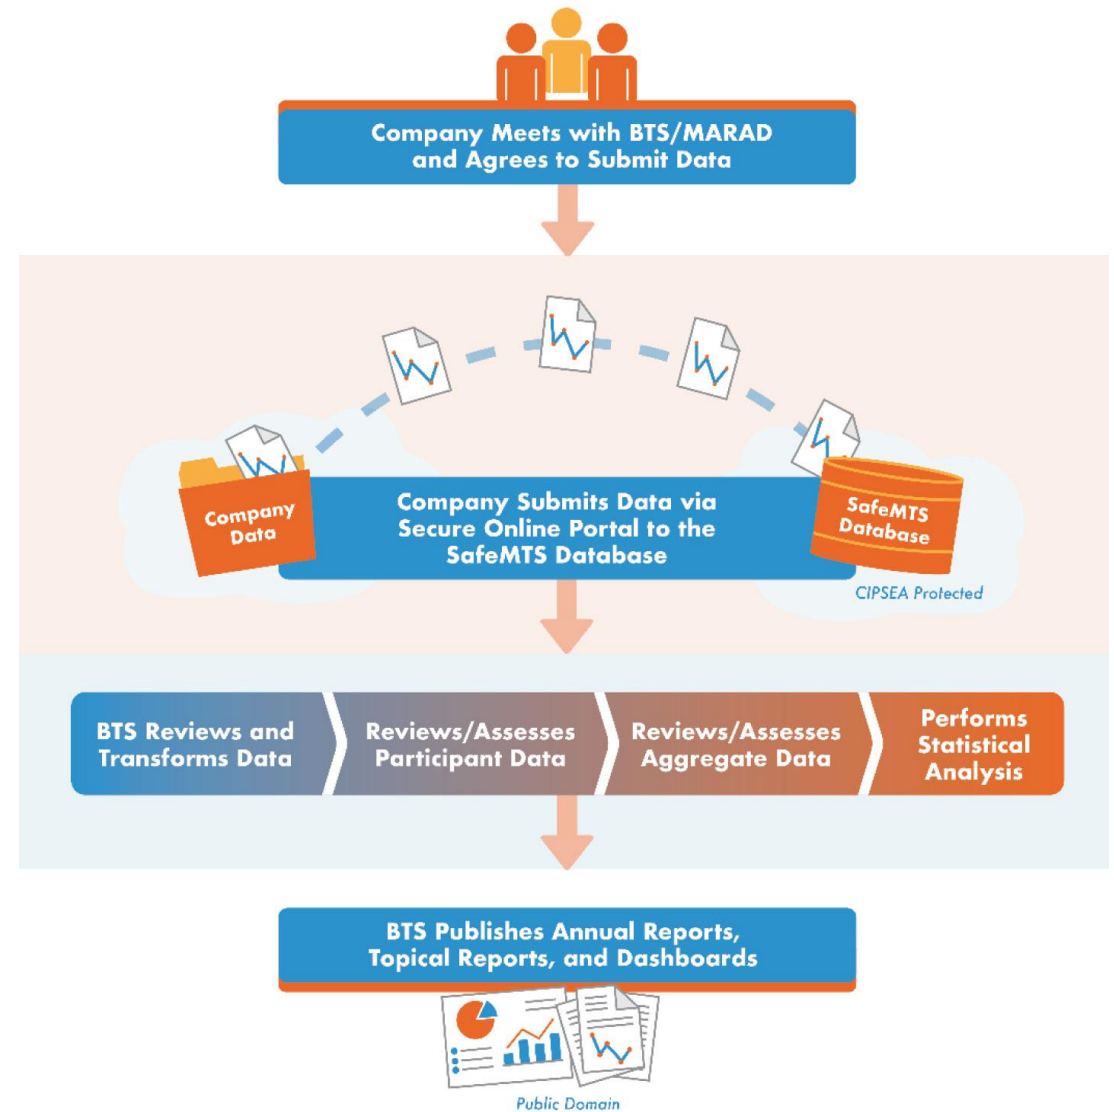 Company Meets with BTS/MARAD
and Agrees to Submit Data
Company
Data
Company Submits Data via
Secure Online Portal to the
SafeMTS Database
SafeMTS
Database
CIPSEA Protected
BTS Reviews and
Transforms Data
Reviews/Assesses
Participant Data
Reviews/Assesses
Aggregate Data
Performs
Statistical
Analysis
BTS Publishes Annual Reports,
Topical Reports, and Dashboards
Public Domain